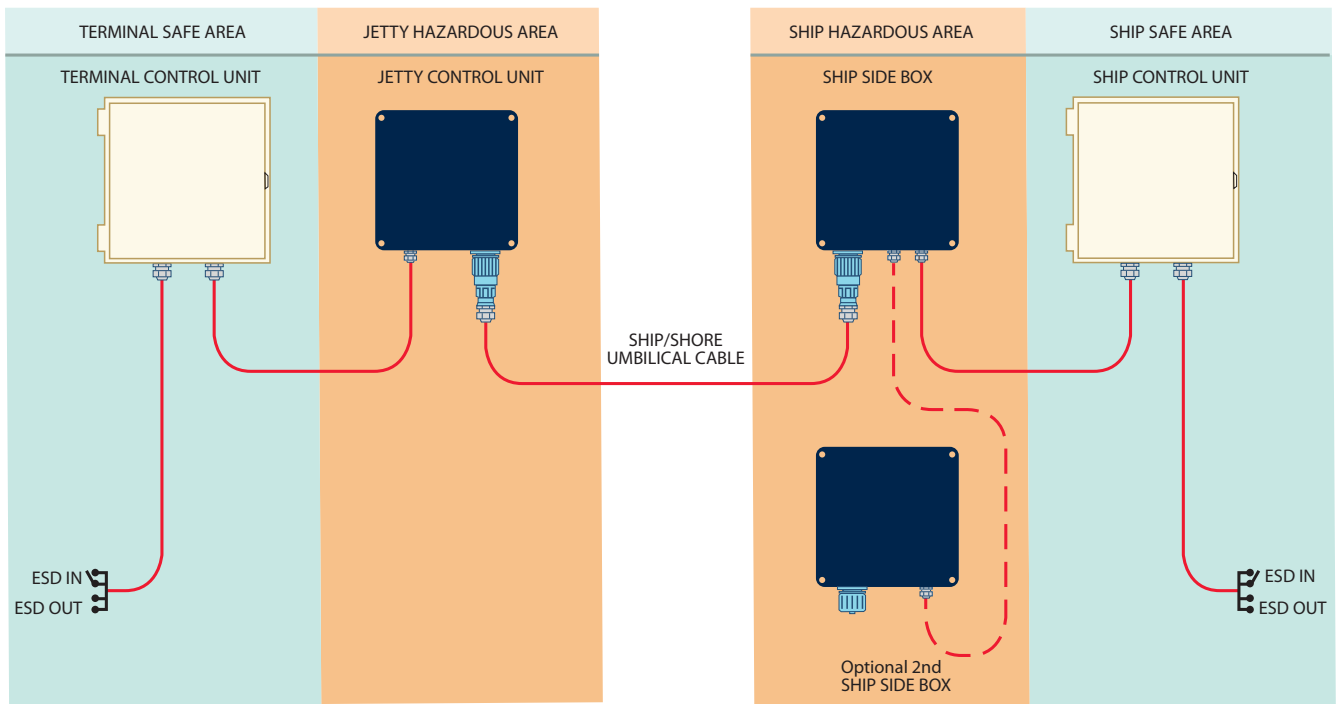 TERMINAL SAFE AREA
JETTY HAZARDOUS AREA
SHIP HAZARDOUS AREA
SHIP SAFE AREA
TERMINAL CONTROL UNIT
JETTY CONTROL UNIT
SHIP SIDE BOX
SHIP CONTROL UNIT
SHIP/SHORE
UMBILICAL CABLE
ESD IN
ESD OUT
ESD IN
ESD OUT
Optional 2nd
SHIP SIDE BOX